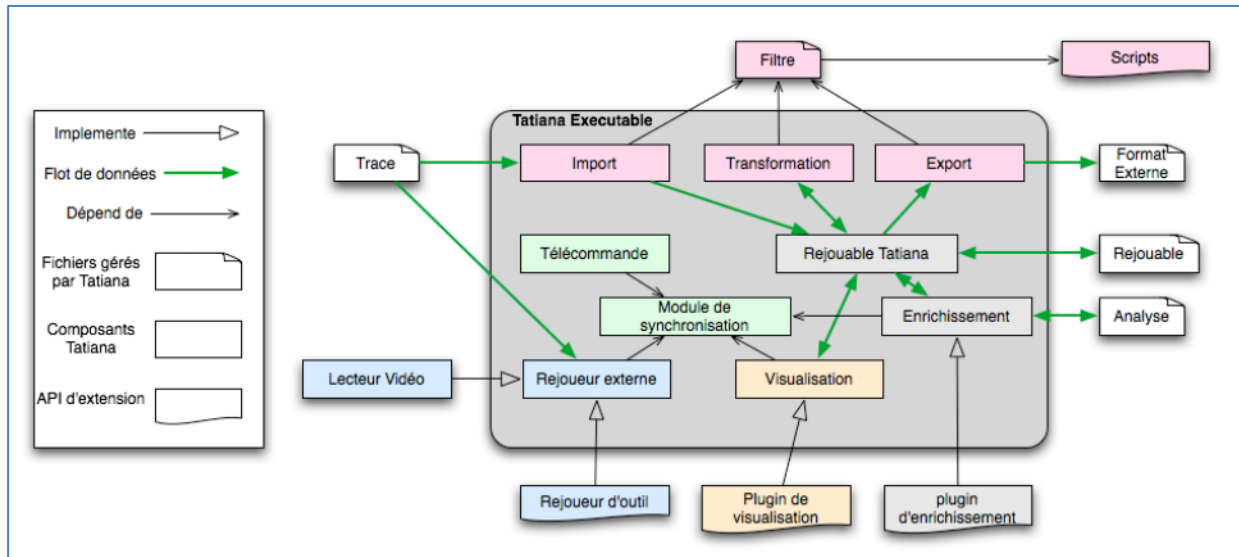 Filtre
Scripts
Tatiana Executable
Implemente
Flot de données
Dépend de
Fichiers gérés
par Tatiana
Composants
Tatiana
API d'extension
Trace
Import
Transformation
Export
Format
Externe
Télécommande
Rejouable Tatiana
Rejouable
Module de
synchronisation
Enrichissement
Analyse
Lecteur Vidéo
Rejoueur externe
Visualisation
Rejoueur d'outil
Plugin de
visualisation
plugin
d'enrichissement